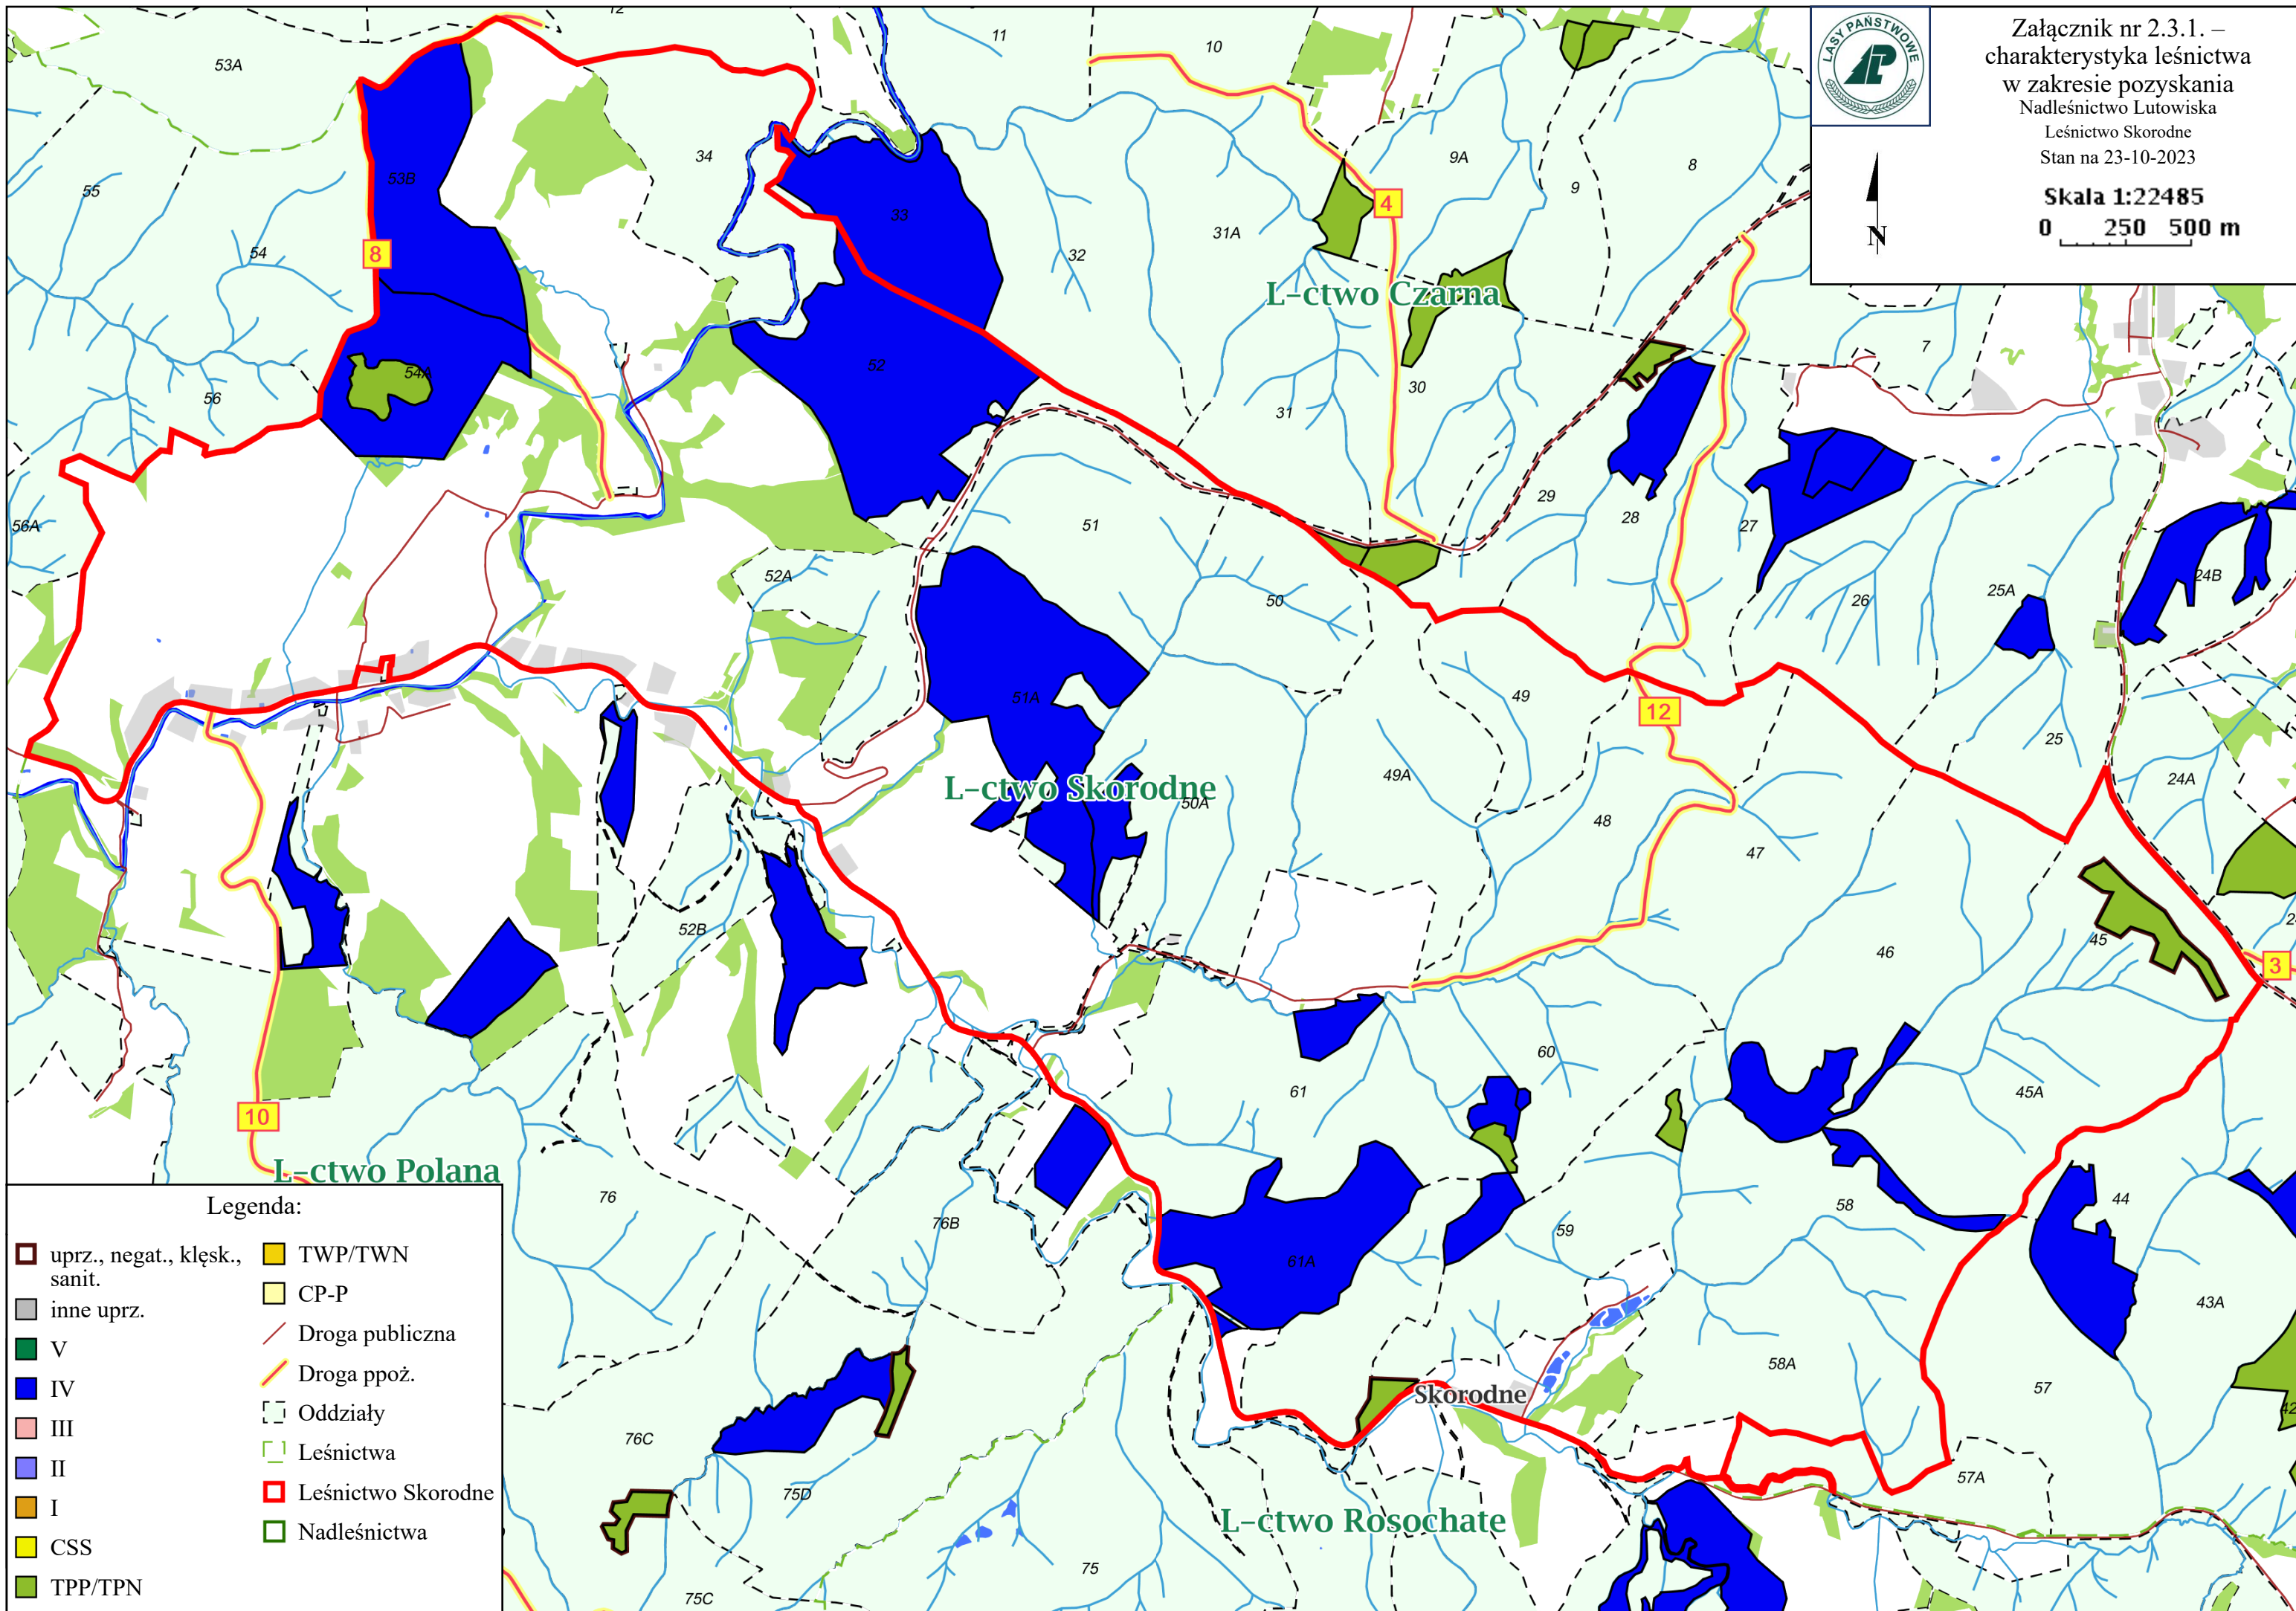 LASY PAŃSTWOWE
LP
Załącznik nr 2.3.1. –
charakterystyka leśnictwa
w zakresie pozyskania
Nadleśnictwo Lutowiska
Leśnictwo Skorodne
Stan na 23-10-2023
Skala 1:22485
0 250 500 m
N
12
53A
11
10
34
9A
9
8
55
53B
33
4
54
8
32
31A
L-ctwo Czarna
7
52
54A
56
31
30
56A
51
29
28
27
52A
50
26
25A
24B
51A
49
12
25
L-ctwo Skorodne
50A
49A
24A
48
47
52B
46
45
3
60
61
45A
10
L-ctwo Polana
76
76B
59
58
44
61A
43A
58A
57
Skorodne
42
76C
57A
75D
L-ctwo Rosochate
75
75C
Legenda:
uprz., negat., klęsk.,
sanit.
inne uprz.
V
IV
III
II
I
CSS
TPP/TPN
TWP/TWN
CP-P
Droga publiczna
Droga ppoż.
Oddziały
Leśnictwa
Leśnictwo Skorodne
Nadleśnictwa